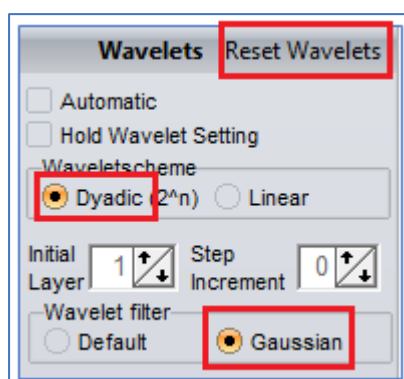 Wavelets Reset Wavelets
Automatic
Hold Wavelet Setting
Waveletscheme
Dyadic (2^n) Linear
Initial Layer 1 Step Increment 0
Wavelet filter
Default Gaussian